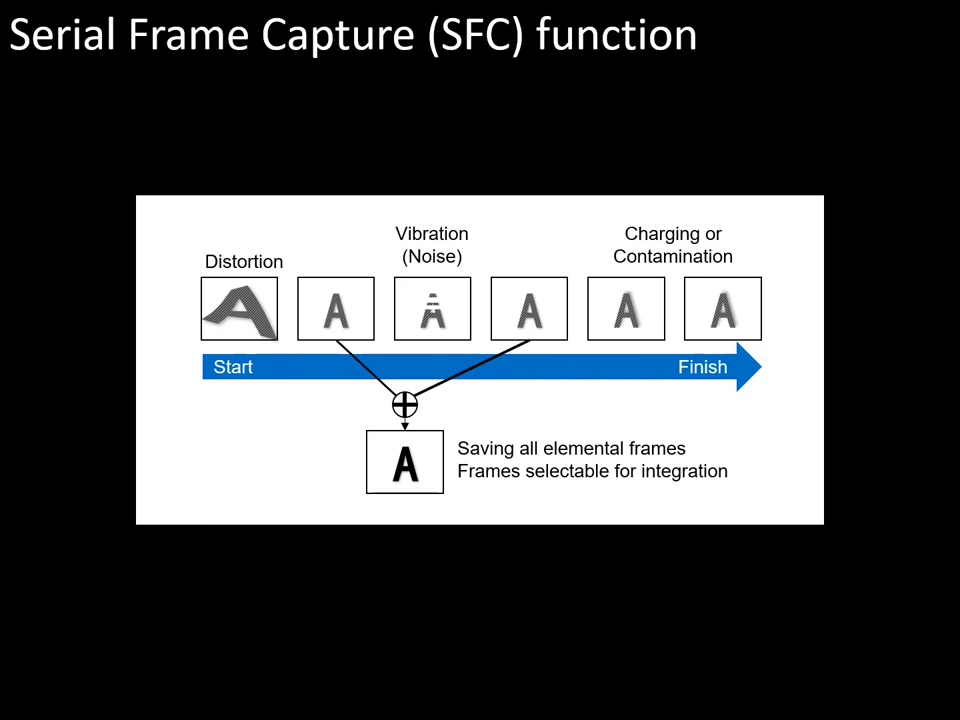 Serial Frame Capture (SFC) function
Vibration
(Noise)
Charging or
Contamination
Distortion
A A A A A A
Start
Finish
A
Saving all elemental frames
Frames selectable for integration